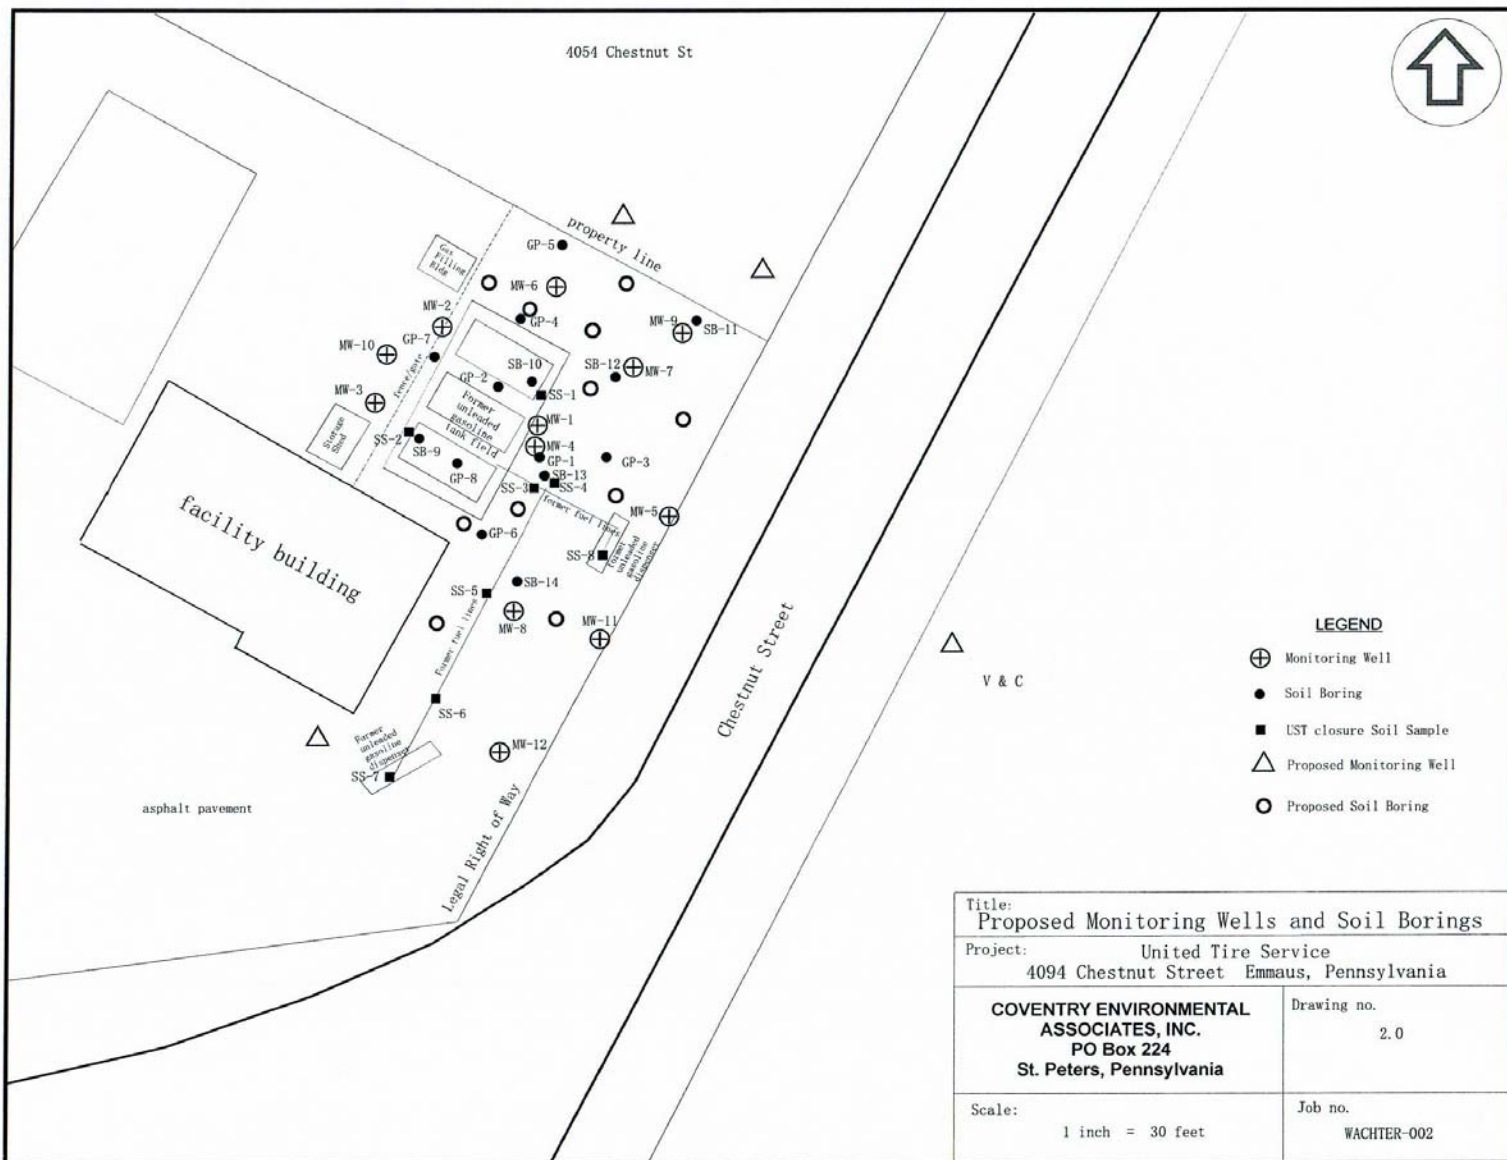 4054 Chestnut St
property line
GP-5
Gas
Filling
Bldg
MW-6
MW-2
GP-4
MW-9
SB-11
MW-10
GP-7
fence/gate
SB-10
SB-12
MW-7
GP-2
SS-1
MW-3
Former
unleaded
gasoline
tank field
MW-1
Storage
Shed
SS-2
SB-9
MW-4
GP-1
GP-3
GP-8
SB-13
SS-3
SS-4
former fuel lines
MW-5
facility building
GP-6
SS-8
former
unleaded
gasoline
dispenser
SB-14
SS-5
MW-8
MW-11
Former fuel lines
Chestnut Street
V & C
SS-6
Former
unleaded
gasoline
dispenser
MW-12
SS-7
asphalt pavement
Legal Right of Way
LEGEND
Monitoring Well
Soil Boring
UST closure Soil Sample
Proposed Monitoring Well
Proposed Soil Boring
Title:
Proposed Monitoring Wells and Soil Borings
Project:
United Tire Service
4094 Chestnut Street Emmaus, Pennsylvania
COVENTRY ENVIRONMENTAL
ASSOCIATES, INC.
PO Box 224
St. Peters, Pennsylvania
Drawing no.
2.0
Scale:
1 inch = 30 feet
Job no.
WACHTER-002